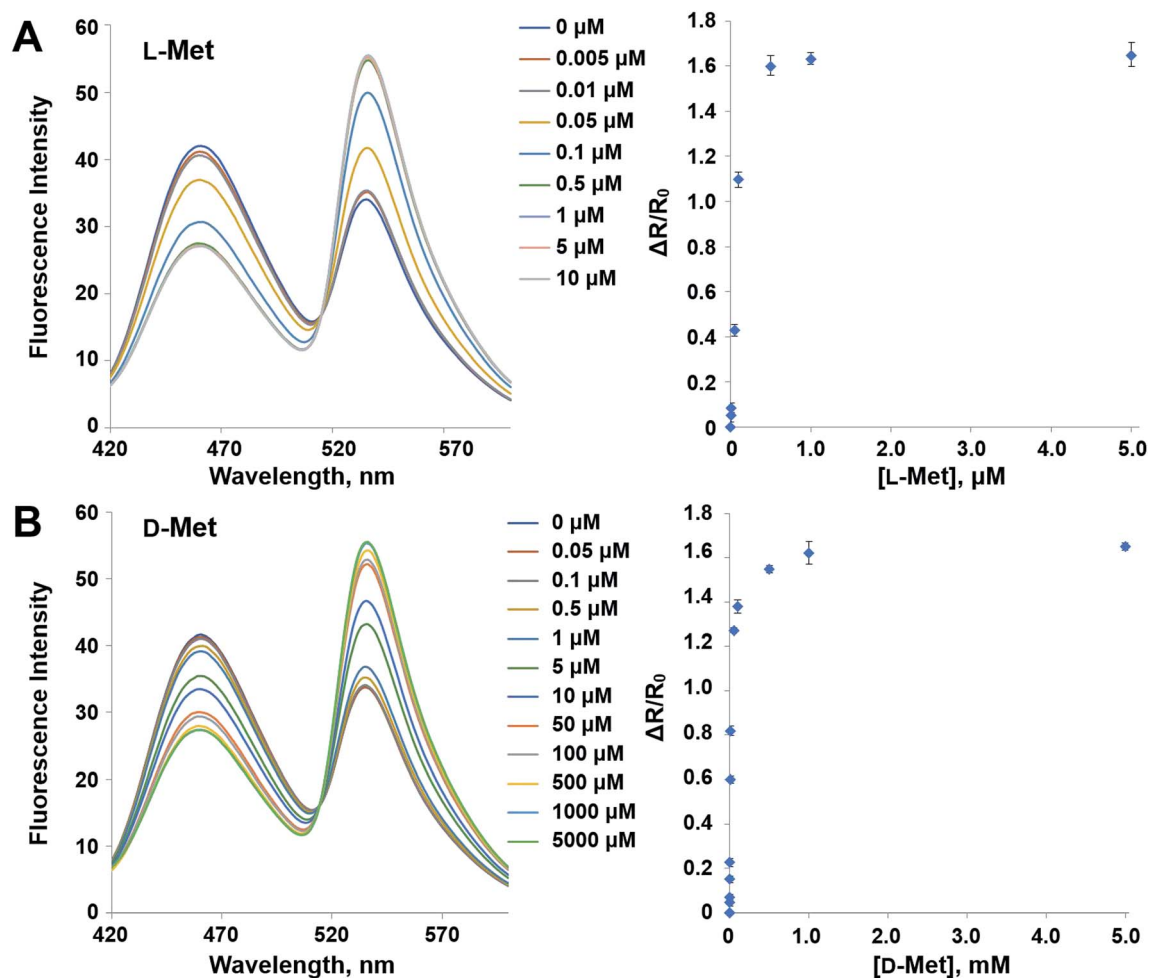 A
L-Met
Fluorescence Intensity
60
50
40
30
20
10
0
420
470
520
570
Wavelength, nm
0 µM
0.005 µM
0.01 µM
0.05 µM
0.1 µM
0.5 µM
1 µM
5 µM
10 µM
ΔR/R0
1.8
1.6
1.4
1.2
1.0
0.8
0.6
0.4
0.2
0
0
1.0
2.0
3.0
4.0
5.0
[L-Met], µM
B
D-Met
Fluorescence Intensity
60
50
40
30
20
10
0
420
470
520
570
Wavelength, nm
0 µM
0.05 µM
0.1 µM
0.5 µM
1 µM
5 µM
10 µM
50 µM
100 µM
500 µM
1000 µM
5000 µM
ΔR/R0
1.8
1.6
1.4
1.2
1.0
0.8
0.6
0.4
0.2
0
0
1.0
2.0
3.0
4.0
5.0
[D-Met], mM